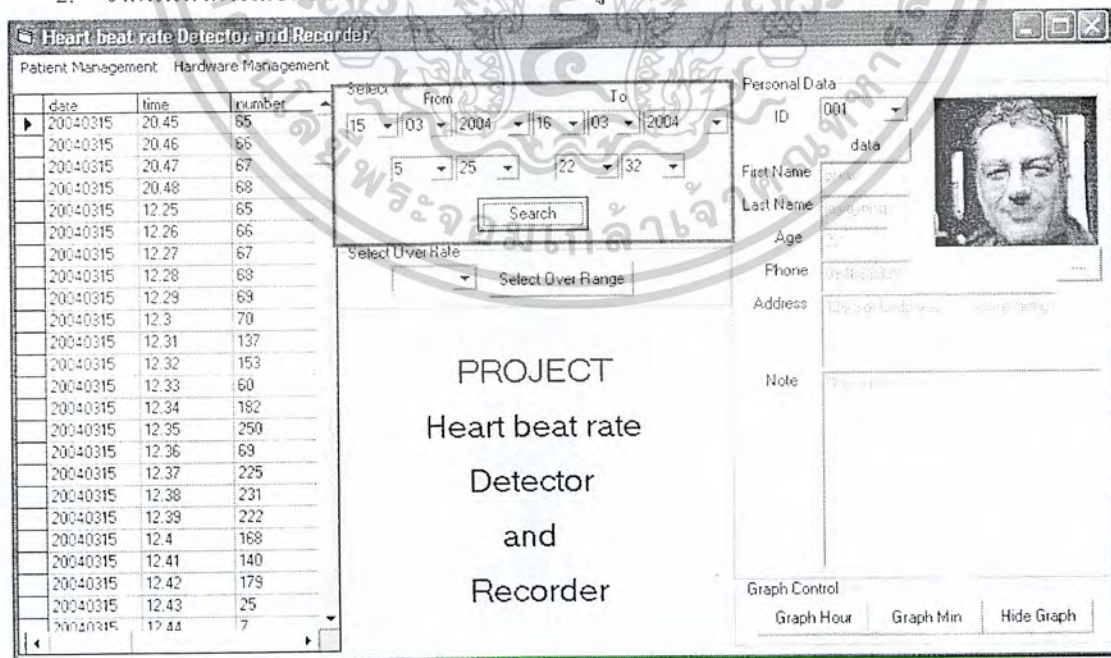 2.
Heart beat rate Detector and Recorder
Patient Management Hardware Management
date time number
20040315 20.45 65
20040315 20.46 66
20040315 20.47 67
20040315 20.48 68
20040315 12.25 65
20040315 12.26 66
20040315 12.27 67
20040315 12.28 68
20040315 12.29 69
20040315 12.3 70
20040315 12.31 137
20040315 12.32 153
20040315 12.33 60
20040315 12.34 182
20040315 12.35 250
20040315 12.36 69
20040315 12.37 225
20040315 12.38 231
20040315 12.39 222
20040315 12.4 168
20040315 12.41 140
20040315 12.42 179
20040315 12.43 25
20040315 12.44 7
Select
From To
15 03 2004 16 03 2004
5 25 22 32
Search
Select Over Rate
Select Over Range
PROJECT
Heart beat rate
Detector
and
Recorder
Personal Data
ID 001
data
First Name
Last Name
Age
Phone
...
Address
Note
Graph Control
Graph Hour Graph Min Hide Graph